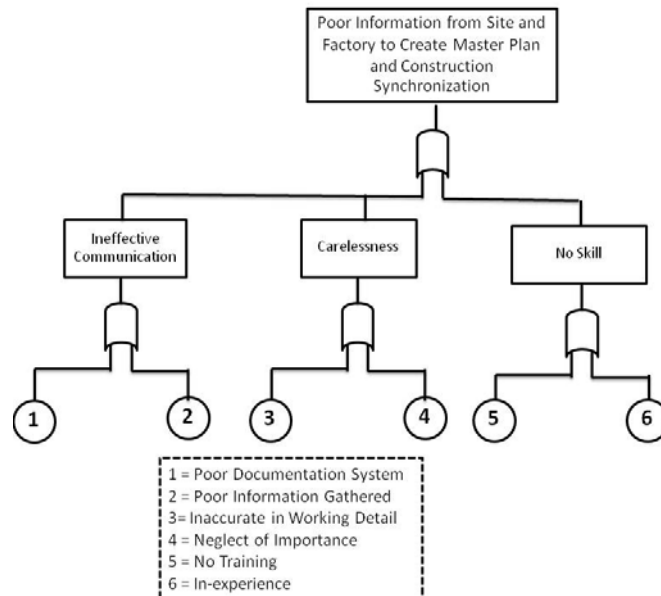 Poor Information from Site and
Factory to Create Master Plan
and Construction
Synchronization
Ineffective
Communication
Carelessness
No Skill
1
2
3
4
5
6
1 = Poor Documentation System
2 = Poor Information Gathered
3= Inaccurate in Working Detail
4 = Neglect of Importance
5 = No Training
6 = In-experience